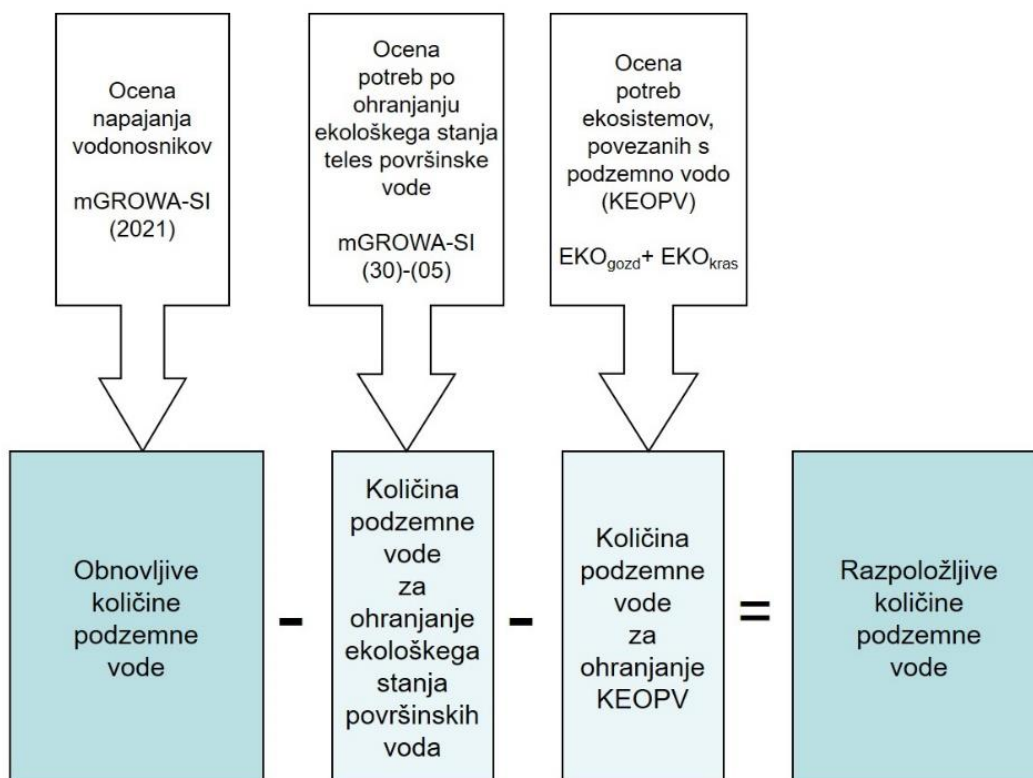 Ocena
napajanja
vodonosnikov
mGROWA-SI
(2021)
Ocena
potreb po
ohranjanju
ekološkega stanja
teles površinske
vode
mGROWA-SI
(30)-(05)
Ocena
potreb
ekosistemov,
povezanih s
podzemno vodo
(KEOPV)
EKOgozd+ EKOkras
Obnovljive
količine
podzemne
vode
-
Količina
podzemne
vode
za
ohranjanje
ekološkega
stanja
površinskih
voda
-
Količina
podzemne
vode
za
ohranjanje
KEOPV
=
Razpoložljive
količine
podzemne
vode